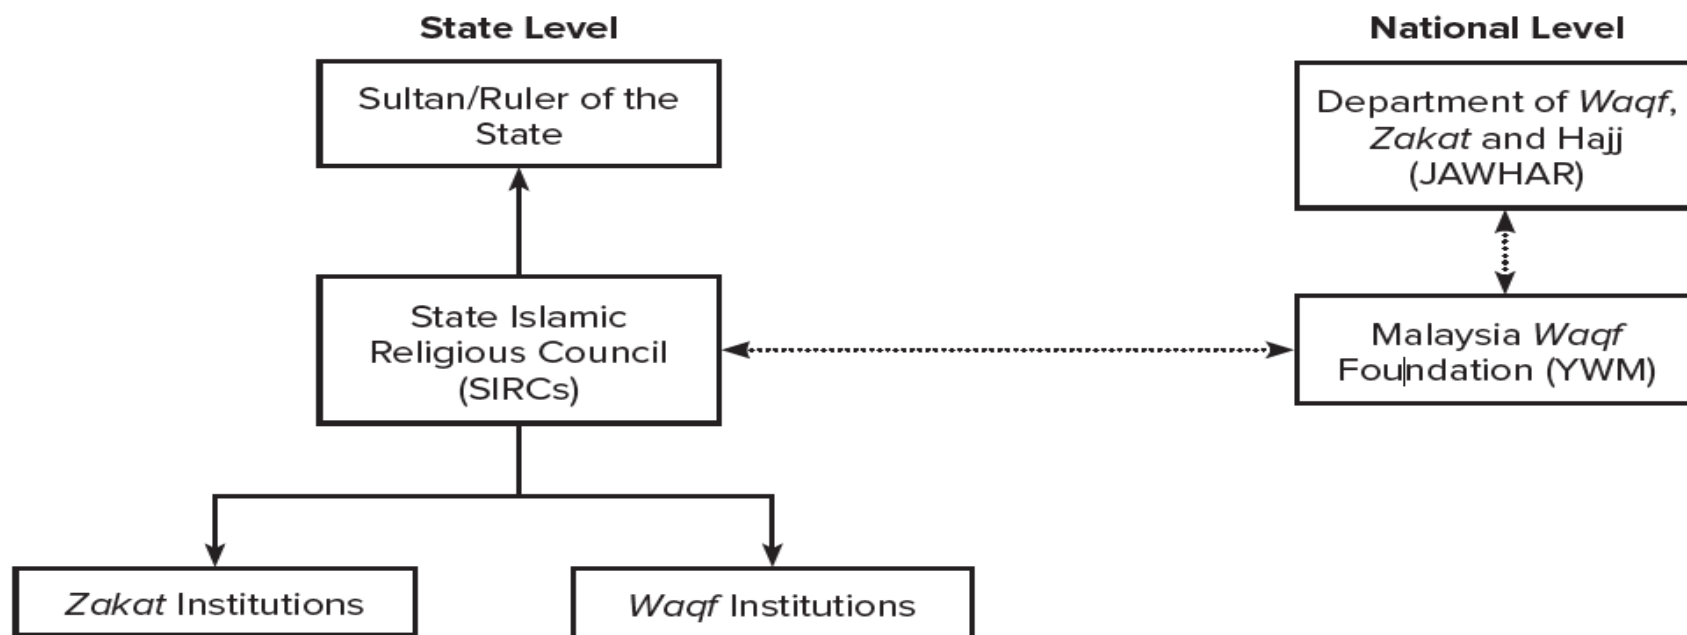 State Level
Sultan/Ruler of the
State
State Islamic
Religious Council
(SIRCs)
Zakat Institutions
Waqf Institutions
National Level
Department of Waqf,
Zakat and Hajj
(JAWHAR)
Malaysia Waqf
Foundation (YWM)